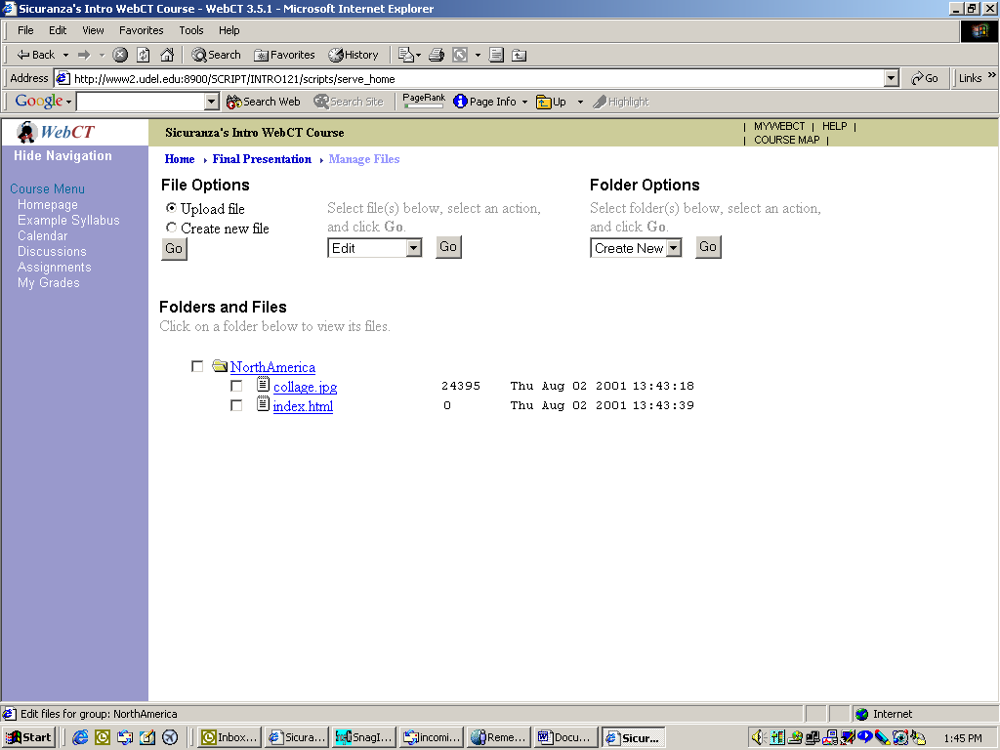 Sicuranza's Intro WebCT Course - WebCT 3.5.1 - Microsoft Internet Explorer
File Edit View Favorites Tools Help
Back Search Favorites History
Address http://www2.udel.edu:8900/SCRIPT/INTRO121/scripts/serve_home Go Links »
Google Search Web Search Site PageRank Page Info Up Highlight
WebCT Sicuranza's Intro WebCT Course | MYWEBCT | HELP |
| COURSE MAP |
Hide Navigation
Course Menu
Homepage
Example Syllabus
Calendar
Discussions
Assignments
My Grades
Home Final Presentation Manage Files
File Options
Upload file
Create new file
Go
Select file(s) below, select an action,
and click Go.
Edit Go
Folder Options
Select folder(s) below, select an action,
and click Go.
Create New Go
Folders and Files
Click on a folder below to view its files.
NorthAmerica
collage.jpg 24395 Thu Aug 02 2001 13:43:18
index.html 0 Thu Aug 02 2001 13:43:39
Edit files for group: NorthAmerica Internet
Start Inbox... Sicura... SnagI... incomi... Reme... Docu... Sicur... 1:45 PM